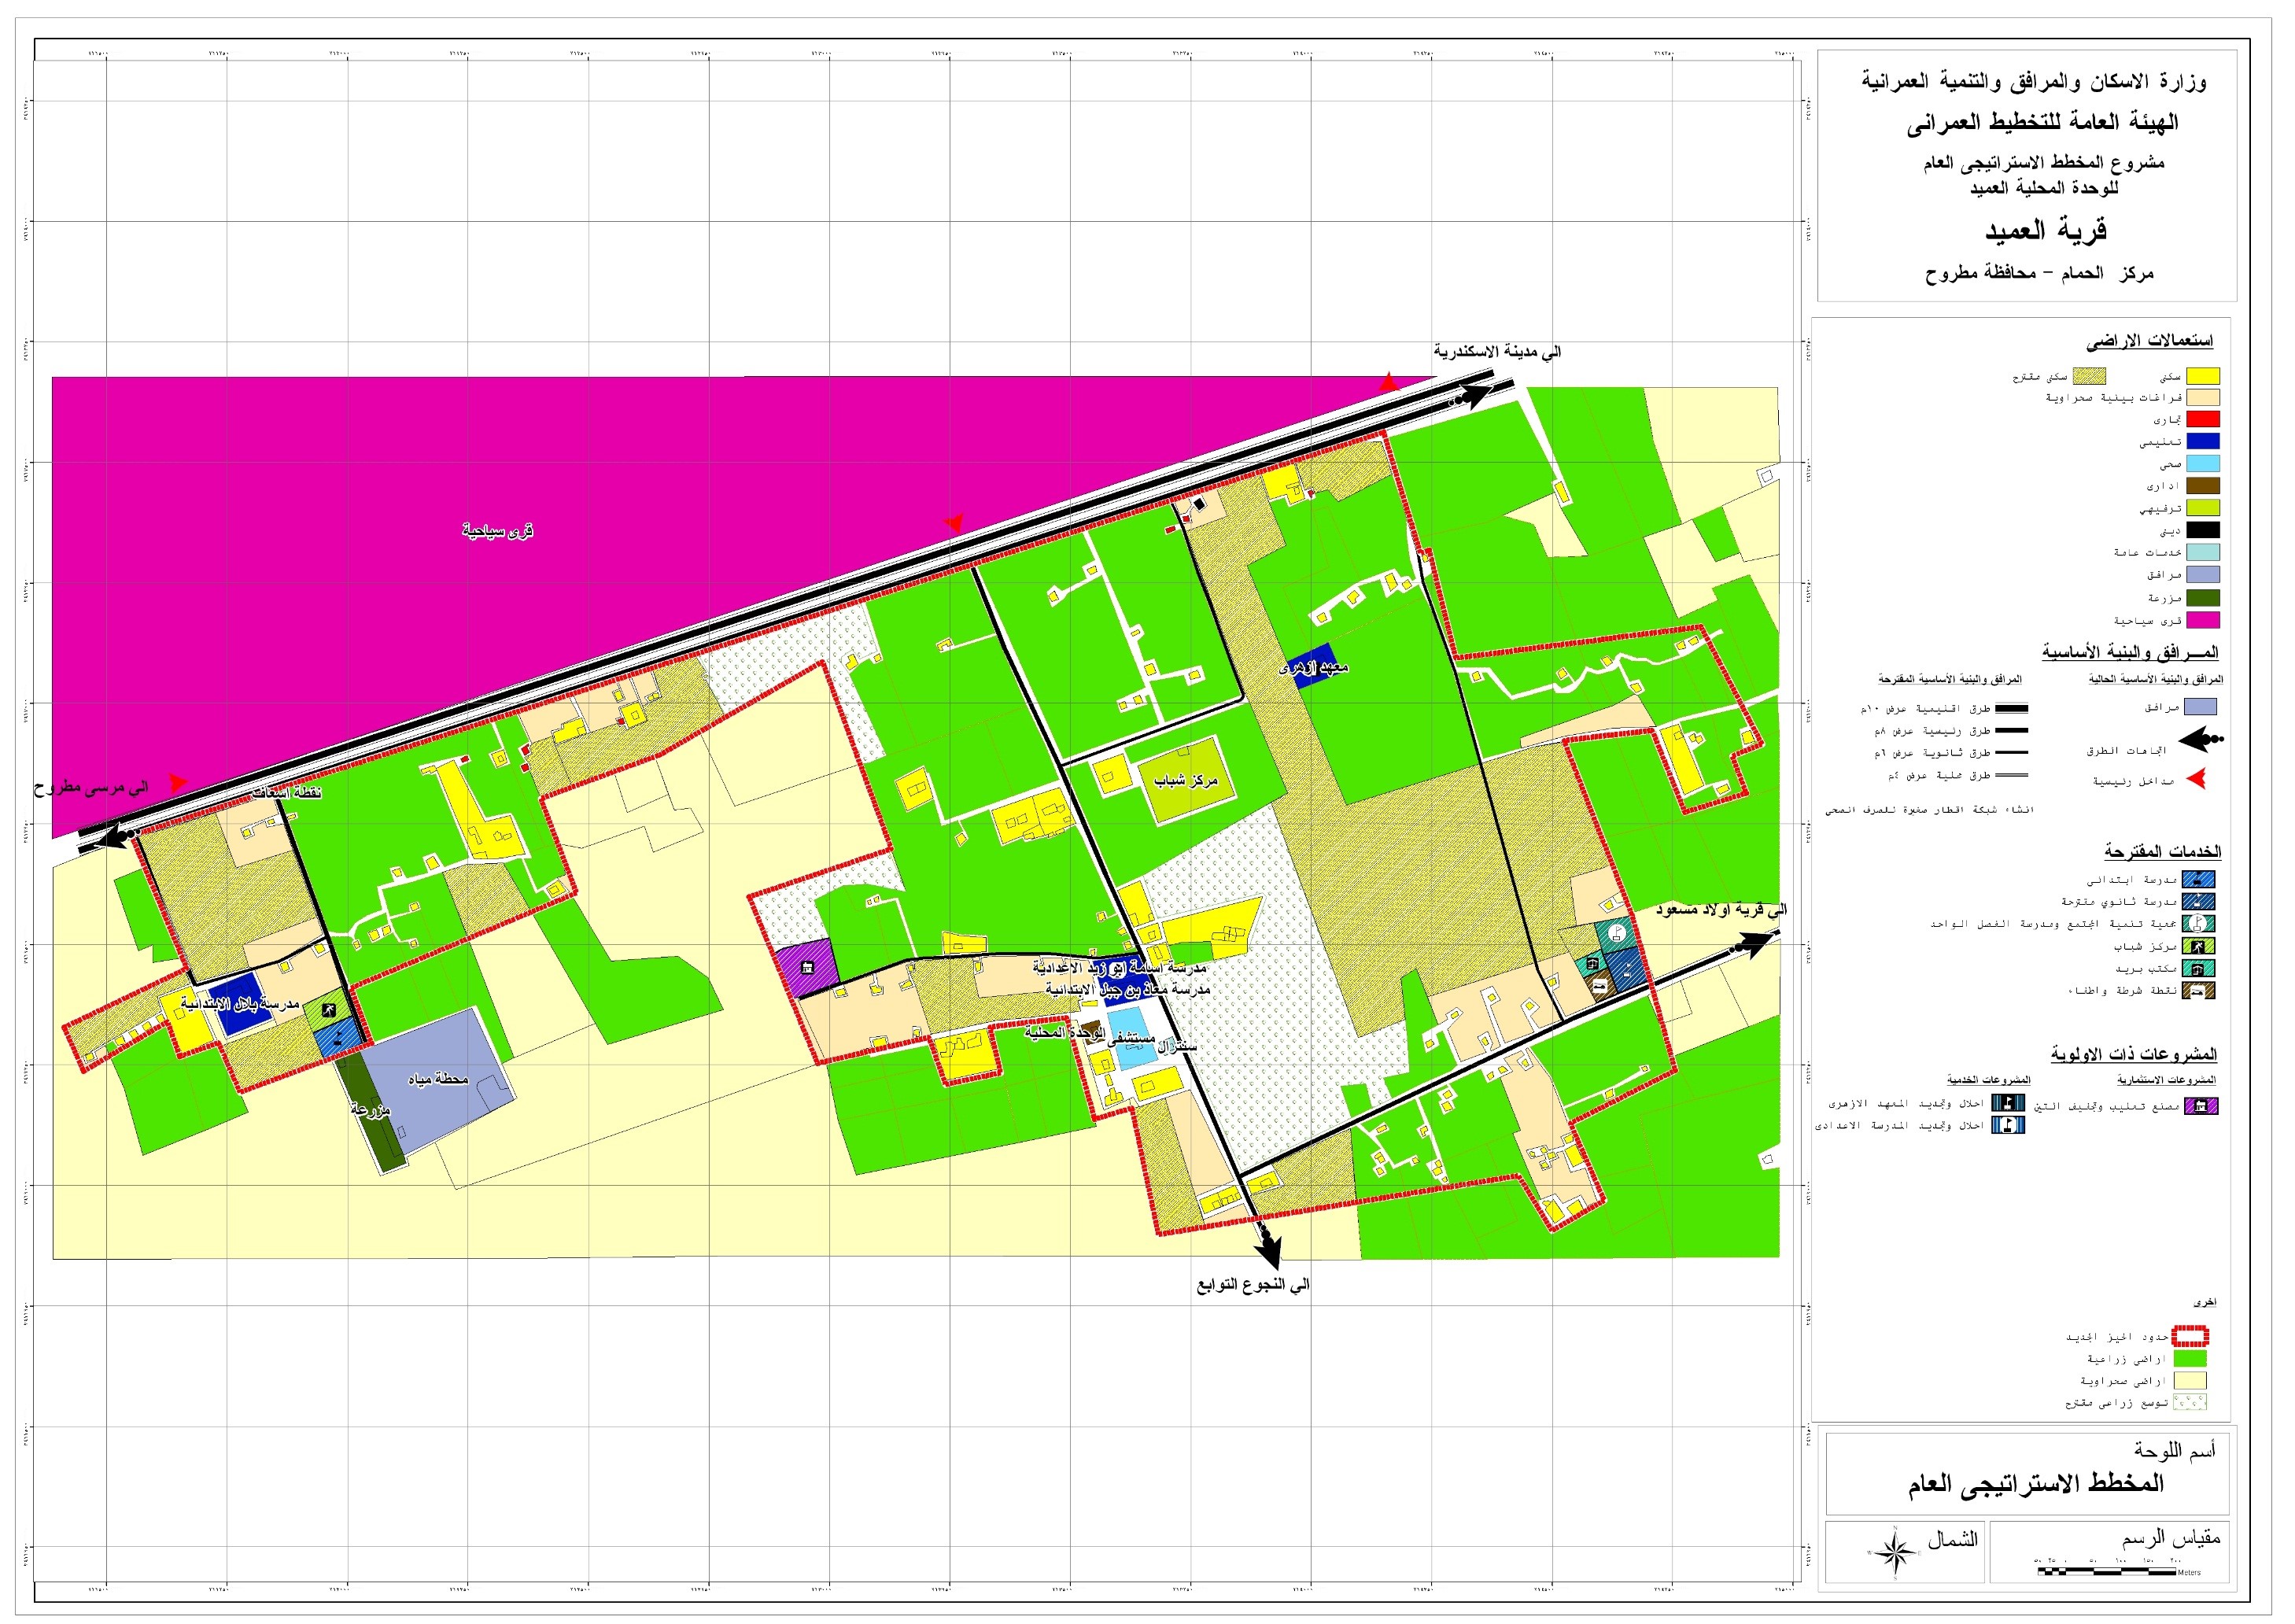 وزارة الاسكان والمرافق والتنمية العمرانية
الهيئة العامة للتخطيط العمرانى
مشروع المخطط الاستراتيجى العام
للوحدة المحلية العميد
قرية العميد
مركز الحمام - محافظة مطروح
استعمالات الاراضى
سكنى
سكنى مقترح
فراغات بينية صحراوية
تجارى
تعليمى
صحى
ادارى
ترفيهي
دينى
خدمات عامة
مرافق
مزرعة
قرى سياحية
المـــرافق والبنية الأساسية
المرافق والبنية الأساسية الحالية
المرافق والبنية الأساسية المقترحة
مرافق
اتجاهات الطرق
مداخل رئيسية
طرق اقليمية عرض ١٠م
طرق رئيسية عرض ٨م
طرق ثانوية عرض ٦م
طرق محلية عرض ٤م
انشاء شبكة اقطار صغيرة للصرف الصحى
الخدمات المقترحة
مدرسة ابتدائى
مدرسة ثانوي مقترحة
جمعية تنمية المجتمع ومدرسة الفصل الواحد
مركز شباب
مكتب بريد
نقطة شرطة واطفاء
المشروعات ذات الاولوية
المشروعات الاستثمارية
المشروعات الخدمية
مصنع تعليب وتجفيف التين
احلال وتجديد المعهد الازهرى
احلال وتجديد المدرسة الاعدادى
اخرى
حدود الحيز الجديد
اراضى زراعية
اراضى صحراوية
توسع زراعى مقترح
أسم اللوحة
المخطط الاستراتيجى العام
مقياس الرسم
Meters
الشمال
الي مدينة الاسكندرية
قرى سياحية
الي مرسى مطروح
نقطة اسعاف
معهد ازهرى
مركز شباب
الي قرية اولاد مسعود
مدرسة اسامة ابو زيد الاعدادية
مدرسة معاذ بن جبل الابتدائية
مدرسة بلال الابتدائية
الوحدة المحلية
مستشفى
سنترال
محطة مياه
مزرعة
الي النجوع التوابع